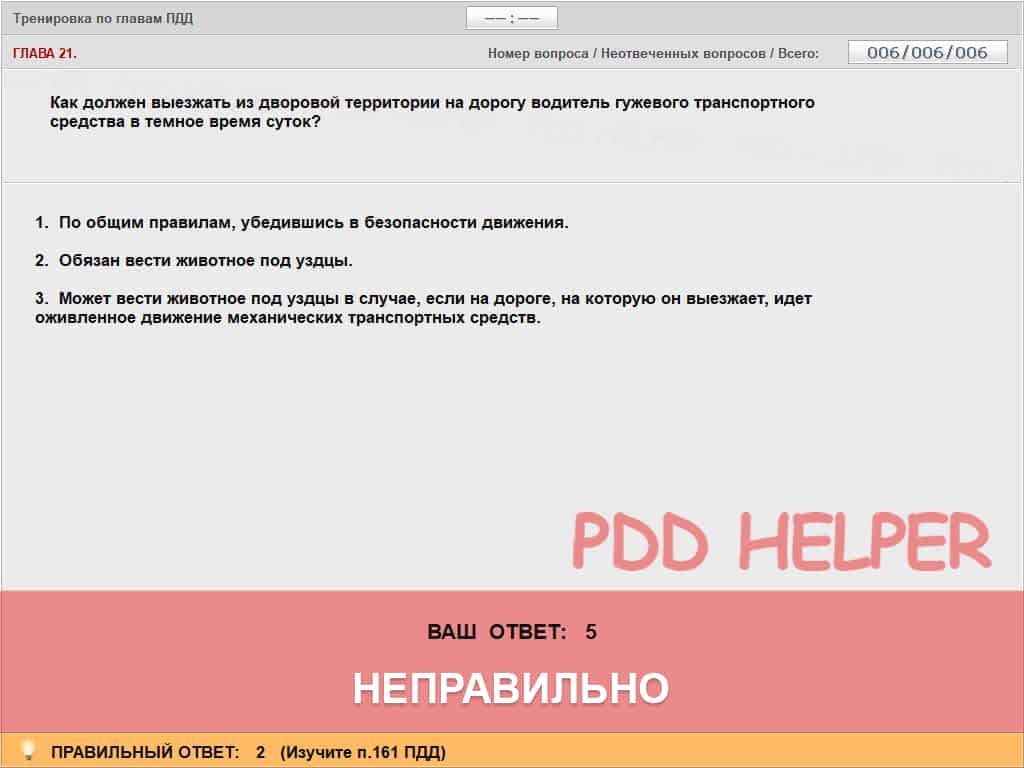 Тренировка по главам ПДД
-- : --
ГЛАВА 21.
Номер вопроса / Неотвеченных вопросов / Всего:
006/006/006
Как должен выезжать из дворовой территории на дорогу водитель гужевого транспортного
средства в темное время суток?
1. По общим правилам, убедившись в безопасности движения.
2. Обязан вести животное под уздцы.
3. Может вести животное под уздцы в случае, если на дороге, на которую он выезжает, идет
оживленное движение механических транспортных средств.
PDD HELPER
ВАШ ОТВЕТ: 5
НЕПРАВИЛЬНО
ПРАВИЛЬНЫЙ ОТВЕТ: 2 (Изучите п.161 ПДД)